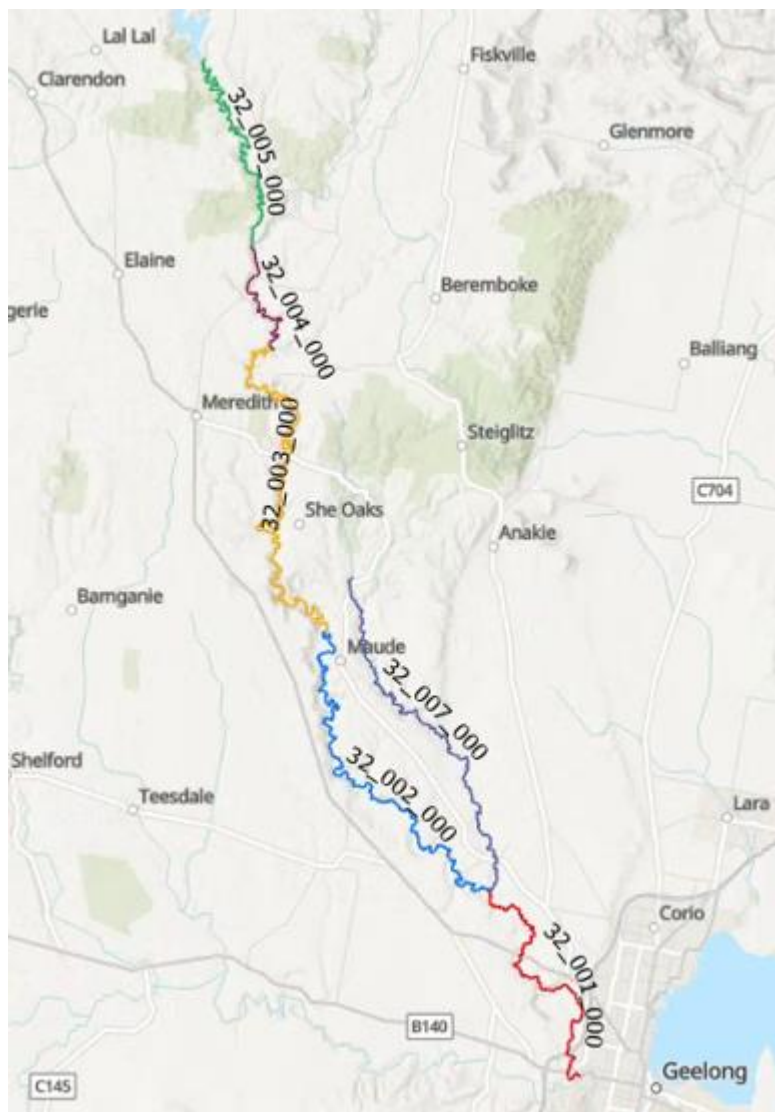 Lal Lal
Fiskville
Clarendon
32_005_000
Glenmore
Elaine
32_004_000
Beremboke
gerie
Balliang
Meredith
32_003_000
Steiglitz
C704
She Oaks
Anakie
Bamganie
Maude
32_007_000
Shelford
32_002_000
Teesdale
Lara
Corio
32_001_000
B140
Geelong
C145